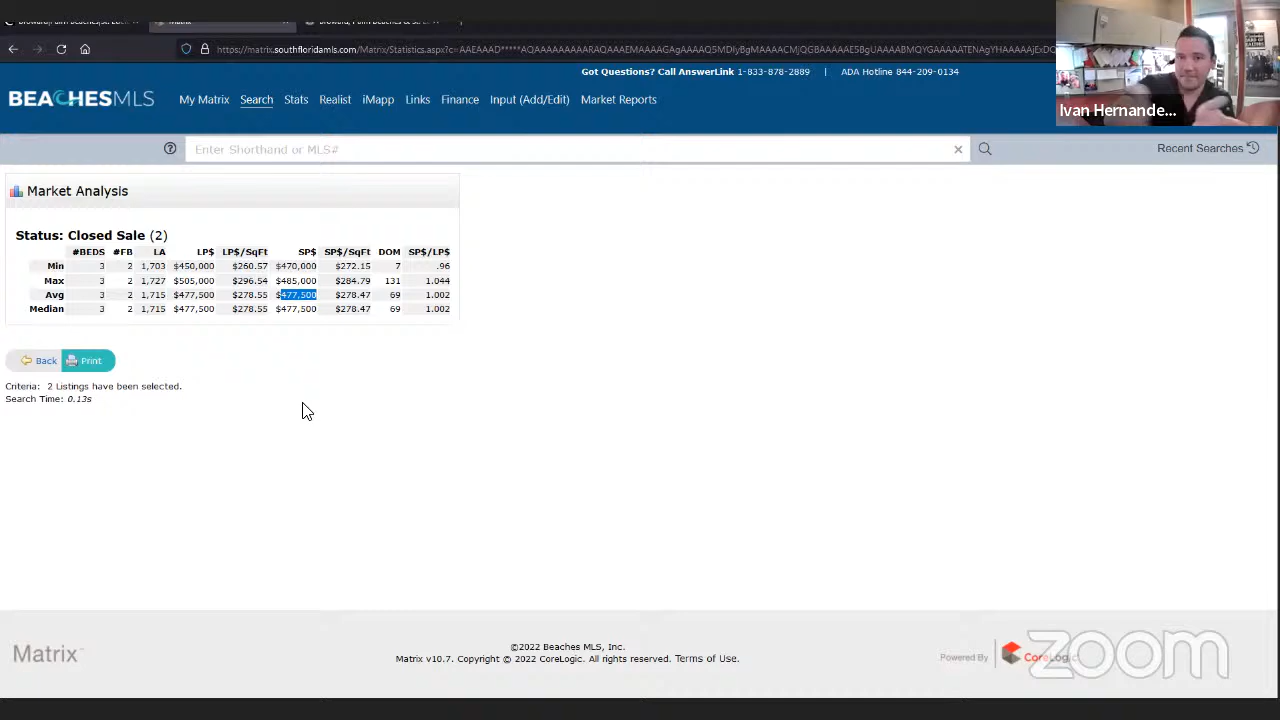 Matrix
https://matrix.southfloridamls.com/Matrix/Statistics.aspx?c=
Ivan Hernande...
Got Questions? Call AnswerLink 1-833-878-2889 | ADA Hotline 844-209-0134
BEACHESMLS
My Matrix Search Stats Realist iMapp Links Finance Input (Add/Edit) Market Reports
Enter Shorthand or MLS#
Recent Searches
Market Analysis
Status: Closed Sale (2)
#BEDS #FB LA LP$ LP$/SqFt SP$ SP$/SqFt DOM SP$/LP$
Min 3 2 1,703 $450,000 $260.57 $470,000 $272.15 7 .96
Max 3 2 1,727 $505,000 $296.54 $485,000 $284.79 131 1.044
Avg 3 2 1,715 $477,500 $278.55 $477,500 $278.47 69 1.002
Median 3 2 1,715 $477,500 $278.55 $477,500 $278.47 69 1.002
Back Print
Criteria: 2 Listings have been selected.
Search Time: 0.13s
©2022 Beaches MLS, Inc.
Matrix
Matrix v10.7. Copyright © 2022 CoreLogic. All rights reserved. Terms of Use.
Powered By CoreLogic
zoom